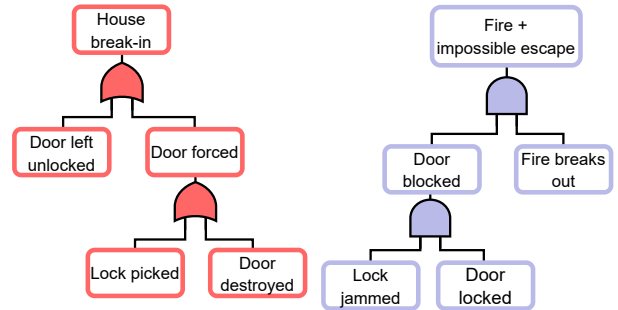 House
break-in
Door left
unlocked
Door forced
Lock picked
Door
destroyed
Fire +
impossible escape
Door
blocked
Fire breaks
out
Lock
jammed
Door
locked